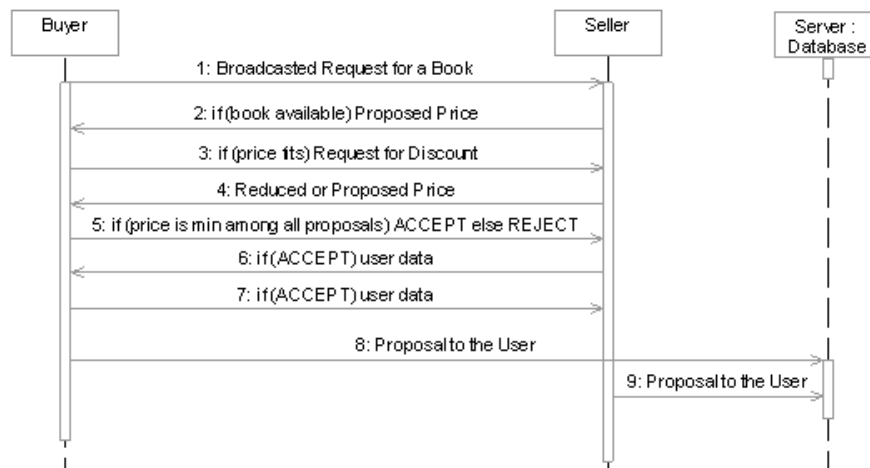 Buyer
Seller
Server :
Database
1: Broadcasted Request for a Book
2: if(book available) Proposed Price
3: if(price fits) Request for Discount
4: Reduced or Proposed Price
5: if(price is min among all proposals) ACCEPT else REJECT
6: if(ACCEPT) user data
7: if(ACCEPT) user data
8: Proposal to the User
9: Proposal to the User